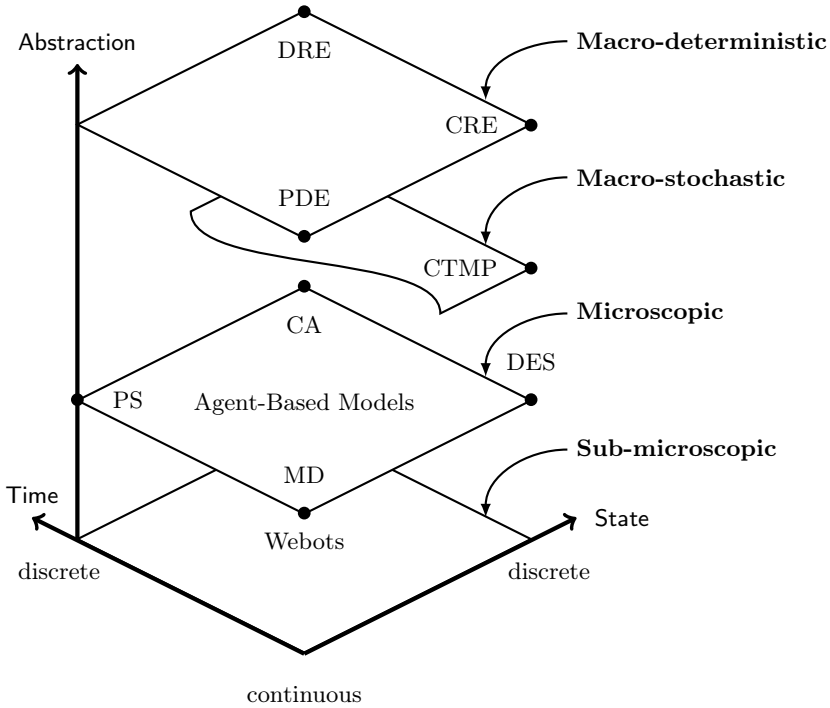 Abstraction
Macro-deterministic
DRE
CRE
Macro-stochastic
PDE
CTMP
Microscopic
CA
DES
PS
Agent-Based Models
Sub-microscopic
MD
Time
State
Webots
discrete
discrete
continuous